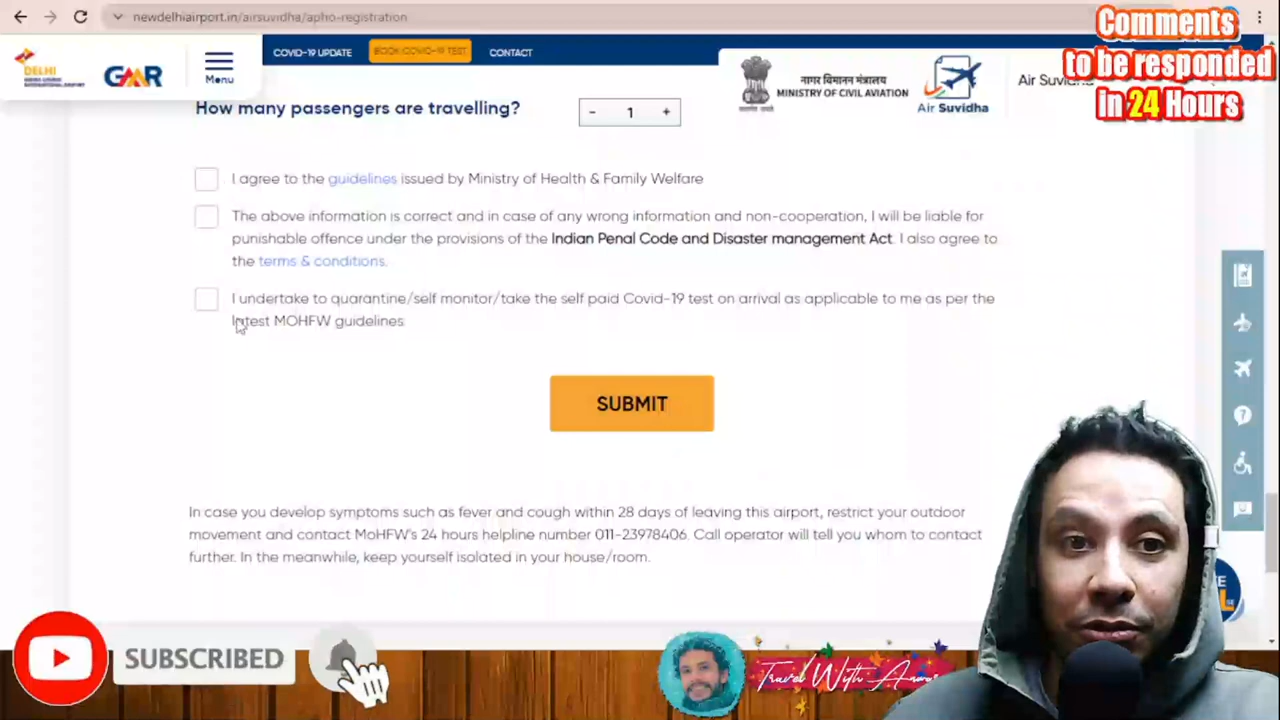 newdelhiairport.in/airsuvidha/apho-registration
Comments
to be responded
in 24 Hours
DELHI
GMR
Menu
COVID-19 UPDATE
BOOK COVID-19 TEST
CONTACT
नागर विमानन मंत्रालय
MINISTRY OF CIVIL AVIATION
Air Suvidha
Air Suvidha
How many passengers are travelling?
- 1 +
I agree to the guidelines issued by Ministry of Health & Family Welfare
The above information is correct and in case of any wrong information and non-cooperation, I will be liable for
punishable offence under the provisions of the Indian Penal Code and Disaster management Act. I also agree to
the terms & conditions.
I undertake to quarantine/self monitor/take the self paid Covid-19 test on arrival as applicable to me as per the
latest MOHFW guidelines
SUBMIT
In case you develop symptoms such as fever and cough within 28 days of leaving this airport, restrict your outdoor
movement and contact MoHFW's 24 hours helpline number 011-23978406. Call operator will tell you whom to contact
further. In the meanwhile, keep yourself isolated in your house/room.
SUBSCRIBED
Travel With